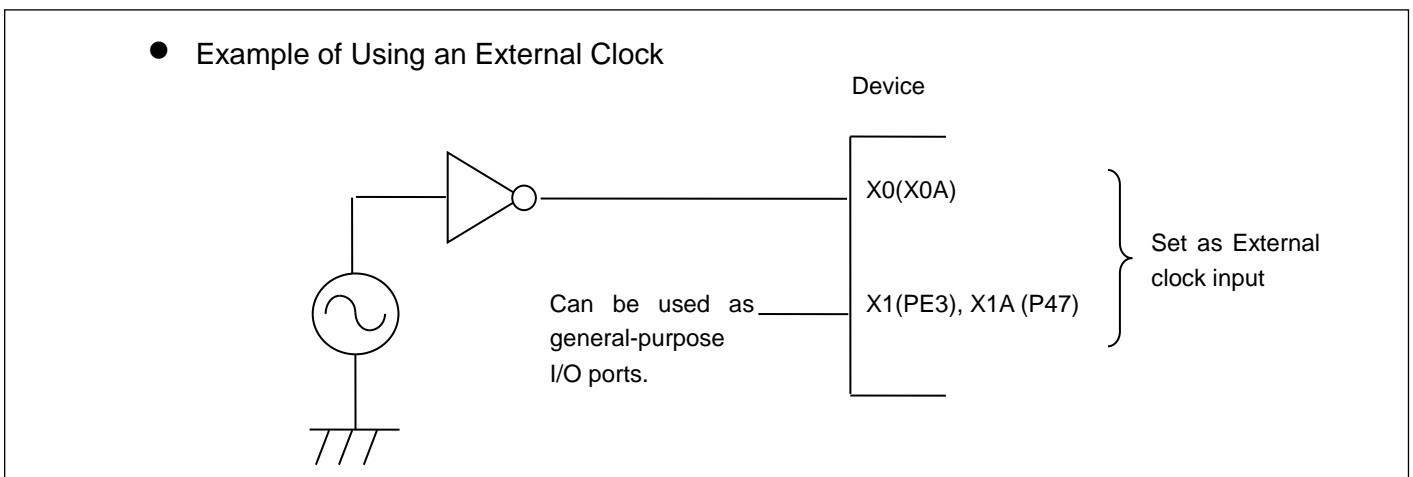 ● Example of Using an External Clock
Device
X0(X0A)
Set as External
clock input
Can be used as
general-purpose
I/O ports.
X1(PE3), X1A (P47)